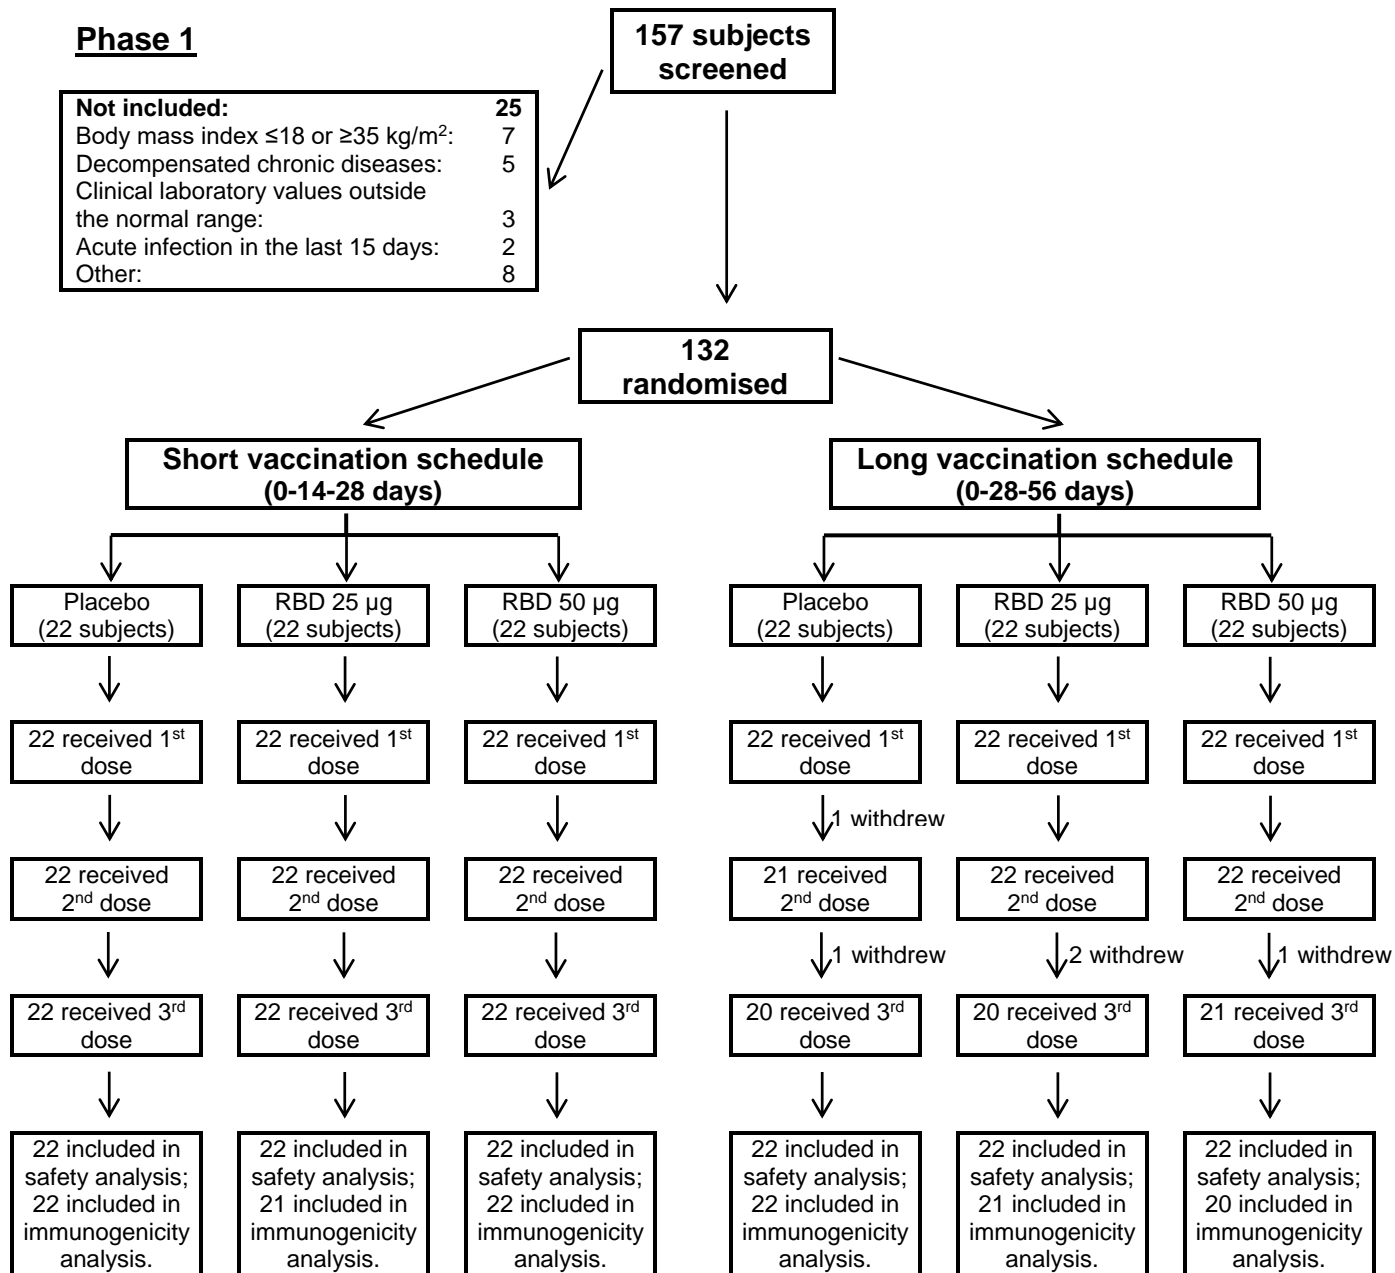 Phase 1
157 subjects
screened
Not included: 25
Body mass index ≤18 or ≥35 kg/m²: 7
Decompensated chronic diseases: 5
Clinical laboratory values outside
the normal range: 3
Acute infection in the last 15 days: 2
Other: 8
132
randomised
Short vaccination schedule
(0-14-28 days)
Long vaccination schedule
(0-28-56 days)
Placebo
(22 subjects)
RBD 25 µg
(22 subjects)
RBD 50 µg
(22 subjects)
Placebo
(22 subjects)
RBD 25 µg
(22 subjects)
RBD 50 µg
(22 subjects)
22 received 1st
dose
22 received 1st
dose
22 received 1st
dose
22 received 1st
dose
22 received 1st
dose
22 received 1st
dose
1 withdrew
22 received
2nd dose
22 received
2nd dose
22 received
2nd dose
21 received
2nd dose
22 received
2nd dose
22 received
2nd dose
1 withdrew
2 withdrew
1 withdrew
22 received 3rd
dose
22 received 3rd
dose
22 received 3rd
dose
20 received 3rd
dose
20 received 3rd
dose
21 received 3rd
dose
22 included in
safety analysis;
22 included in
immunogenicity
analysis.
22 included in
safety analysis;
21 included in
immunogenicity
analysis.
22 included in
safety analysis;
22 included in
immunogenicity
analysis.
22 included in
safety analysis;
22 included in
immunogenicity
analysis.
22 included in
safety analysis;
21 included in
immunogenicity
analysis.
22 included in
safety analysis;
20 included in
immunogenicity
analysis.